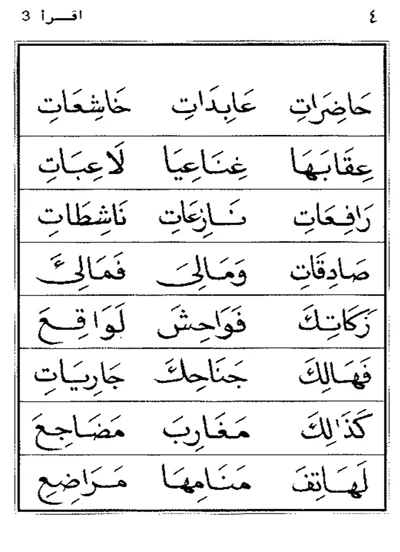 ٤ اقرأ 3
حَاضِرَاتِ عَابِدَاتِ خَاشِعَاتِ
عِقَابَهَا غِنَاعِيَا لَاعِبَاتِ
رَافِعَاتِ نَازِعَاتِ نَاشِطَاتِ
صَادِقَاتِ وَمَالِىَ فَمَالِىَّ
زَكَاتِكَ فَوَاحِشَ لَوَاقِعَ
فَهَالِكَ جَنَاحِكَ جَارِيَاتِ
كَذَالِكَ مَغَارِبَ مَضَاجِعَ
لَهَاتِفَ مَنَامِهَا مَرَاضِعِ